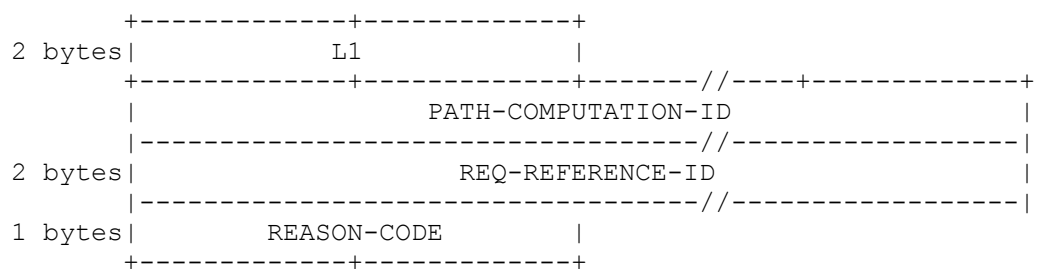 +-------------+-------------+
2 bytes| L1 |
+-------------+-------------+-------//----+-------------+
| PATH-COMPUTATION-ID |
|-----------------------------------//------------------|
2 bytes| REQ-REFERENCE-ID |
|-----------------------------------//------------------|
1 bytes| REASON-CODE |
+-------------+-------------+